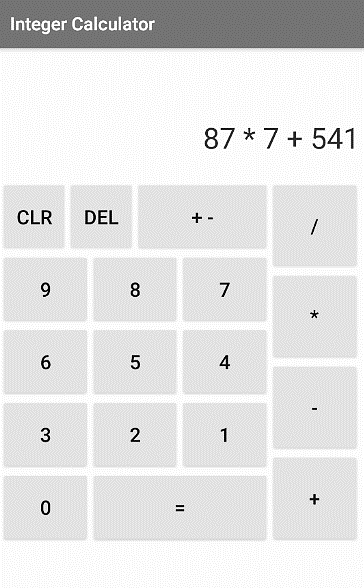 Integer Calculator
87 * 7 + 541
CLR DEL + - /
9 8 7
*
6 5 4
-
3 2 1
+
0 =